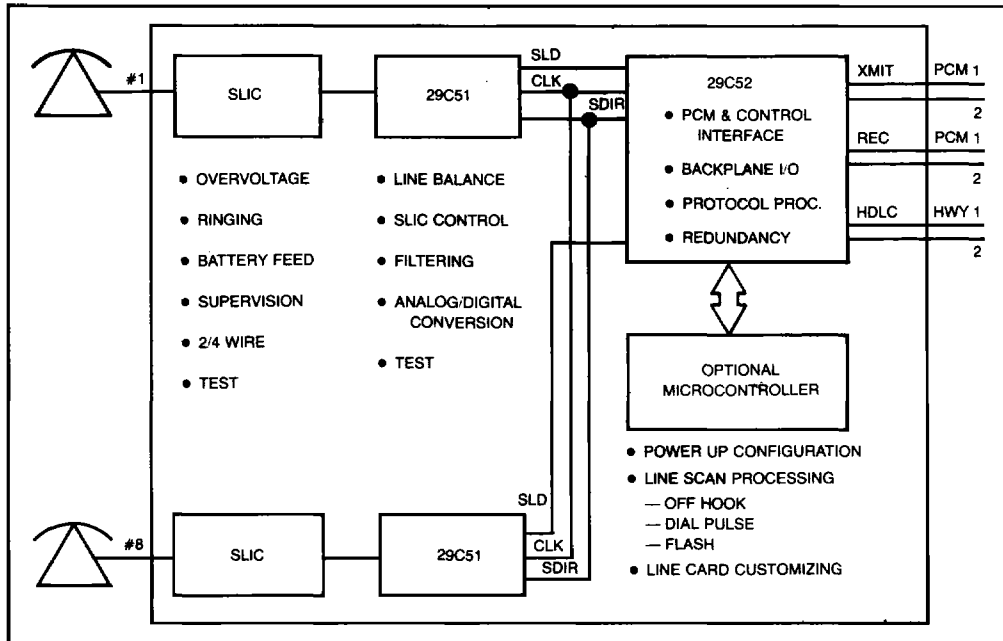 #1
SLIC
29C51
SLD
CLK
SDIR
29C52
● PCM & CONTROL
INTERFACE
● BACKPLANE I/O
● PROTOCOL PROC.
● REDUNDANCY
XMIT PCM 1
2
REC PCM 1
2
HDLC HWY 1
2
● OVERVOLTAGE
● RINGING
● BATTERY FEED
● SUPERVISION
● 2/4 WIRE
● TEST
● LINE BALANCE
● SLIC CONTROL
● FILTERING
● ANALOG/DIGITAL
CONVERSION
● TEST
OPTIONAL
MICROCONTROLLER
● POWER UP CONFIGURATION
● LINE SCAN PROCESSING
— OFF HOOK
— DIAL PULSE
— FLASH
● LINE CARD CUSTOMIZING
#8
SLIC
29C51
SLD
CLK
SDIR